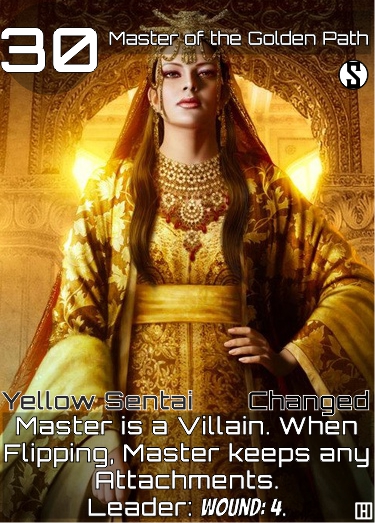 30 Master of the Golden Path
S
Yellow Sentai Changed
Master is a Villain. When
Flipping, Master keeps any
Attachments.
Leader: WOUND: 4.
H